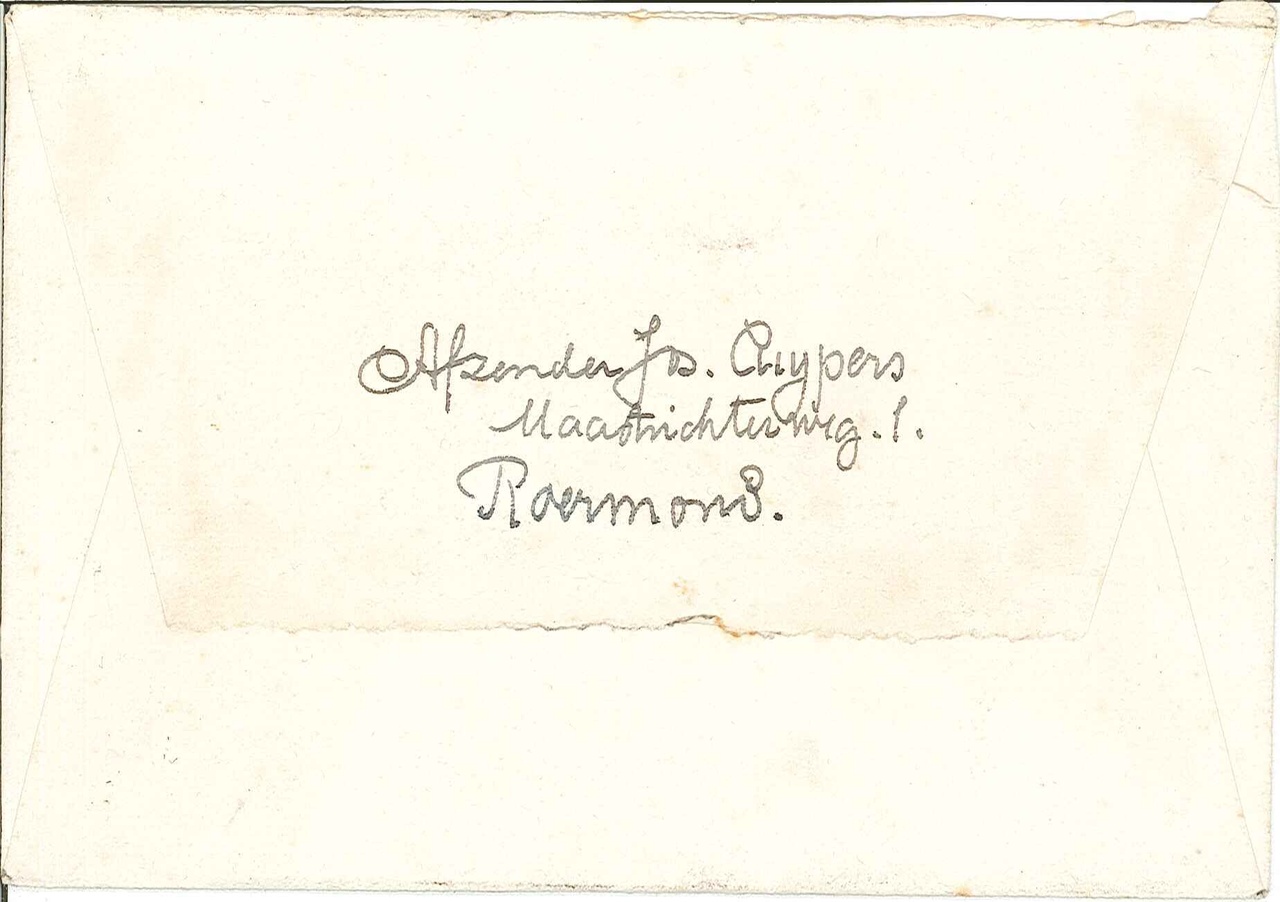 Afzender Jos. Cuypers
Maastrichterweg. 1.
Roermond.